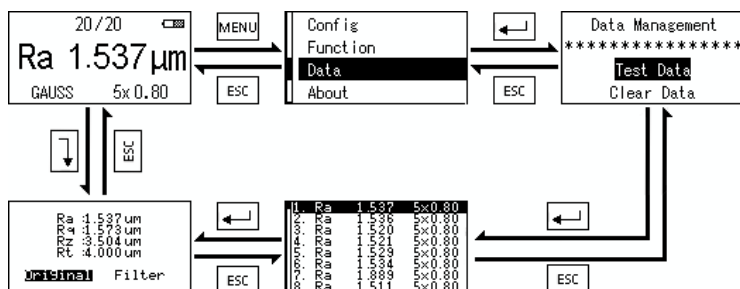 20/20
Ra 1.537 μm
GAUSS 5x0.80
MENU
ESC
Config
Function
Data
About
ESC
Data Management
****************
Test Data
Clear Data
ESC
Ra :1.537um
Rq :1.573um
Rz :3.504um
Rt :4.000um
Original Filter
ESC
1. Ra 1.537 5×0.80
2. Ra 1.536 5×0.80
3. Ra 1.520 5×0.80
4. Ra 1.521 5×0.80
5. Ra 1.529 5×0.80
6. Ra 1.534 5×0.80
7. Ra 1.389 5×0.80
8. Ra 1.511 5×0.80
ESC